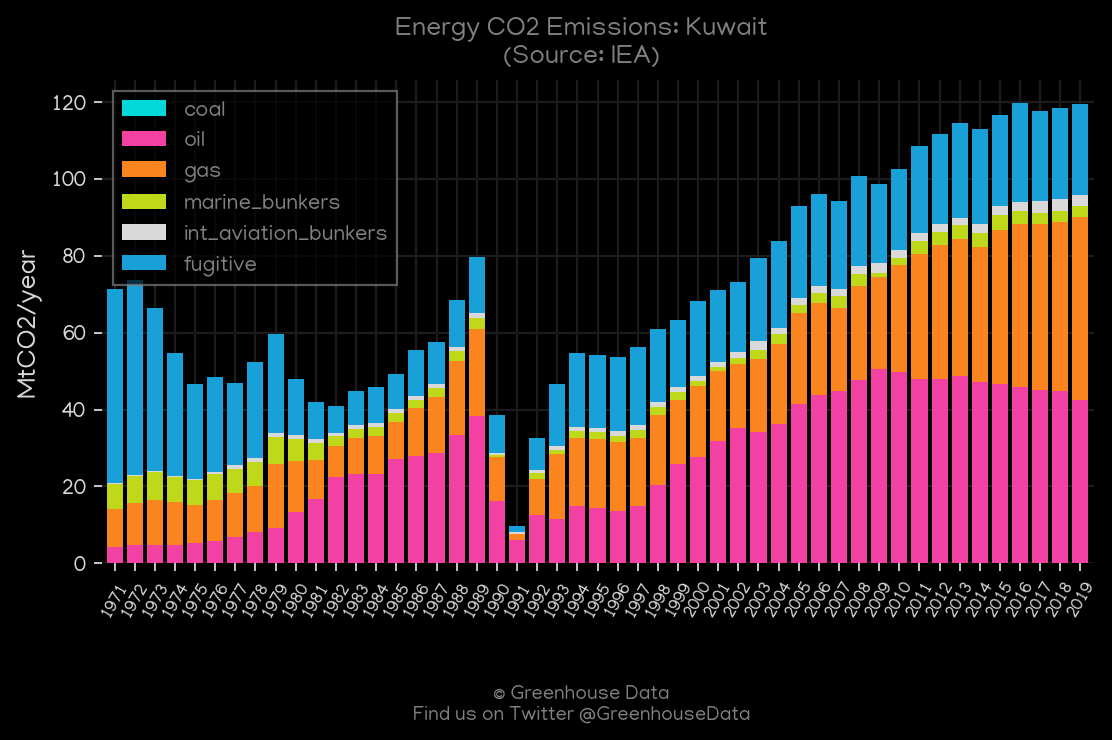 Energy CO2 Emissions: Kuwait
(Source: IEA)
MtCO2/year
120
100
80
60
40
20
0
coal
oil
gas
marine_bunkers
int_aviation_bunkers
fugitive
1971 1972 1973 1974 1975 1976 1977 1978 1979 1980 1981 1982 1983 1984 1985 1986 1987 1988 1989 1990 1991 1992 1993 1994 1995 1996 1997 1998 1999 2000 2001 2002 2003 2004 2005 2006 2007 2008 2009 2010 2011 2012 2013 2014 2015 2016 2017 2018 2019
© Greenhouse Data
Find us on Twitter @GreenhouseData